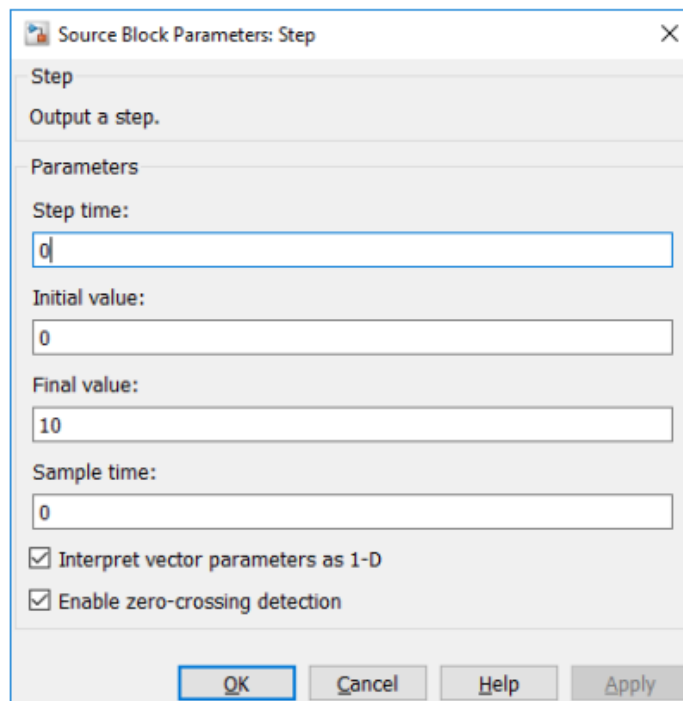 Source Block Parameters: Step
Step
Output a step.
Parameters
Step time:
0
Initial value:
0
Final value:
10
Sample time:
0
Interpret vector parameters as 1-D
Enable zero-crossing detection
OK Cancel Help Apply